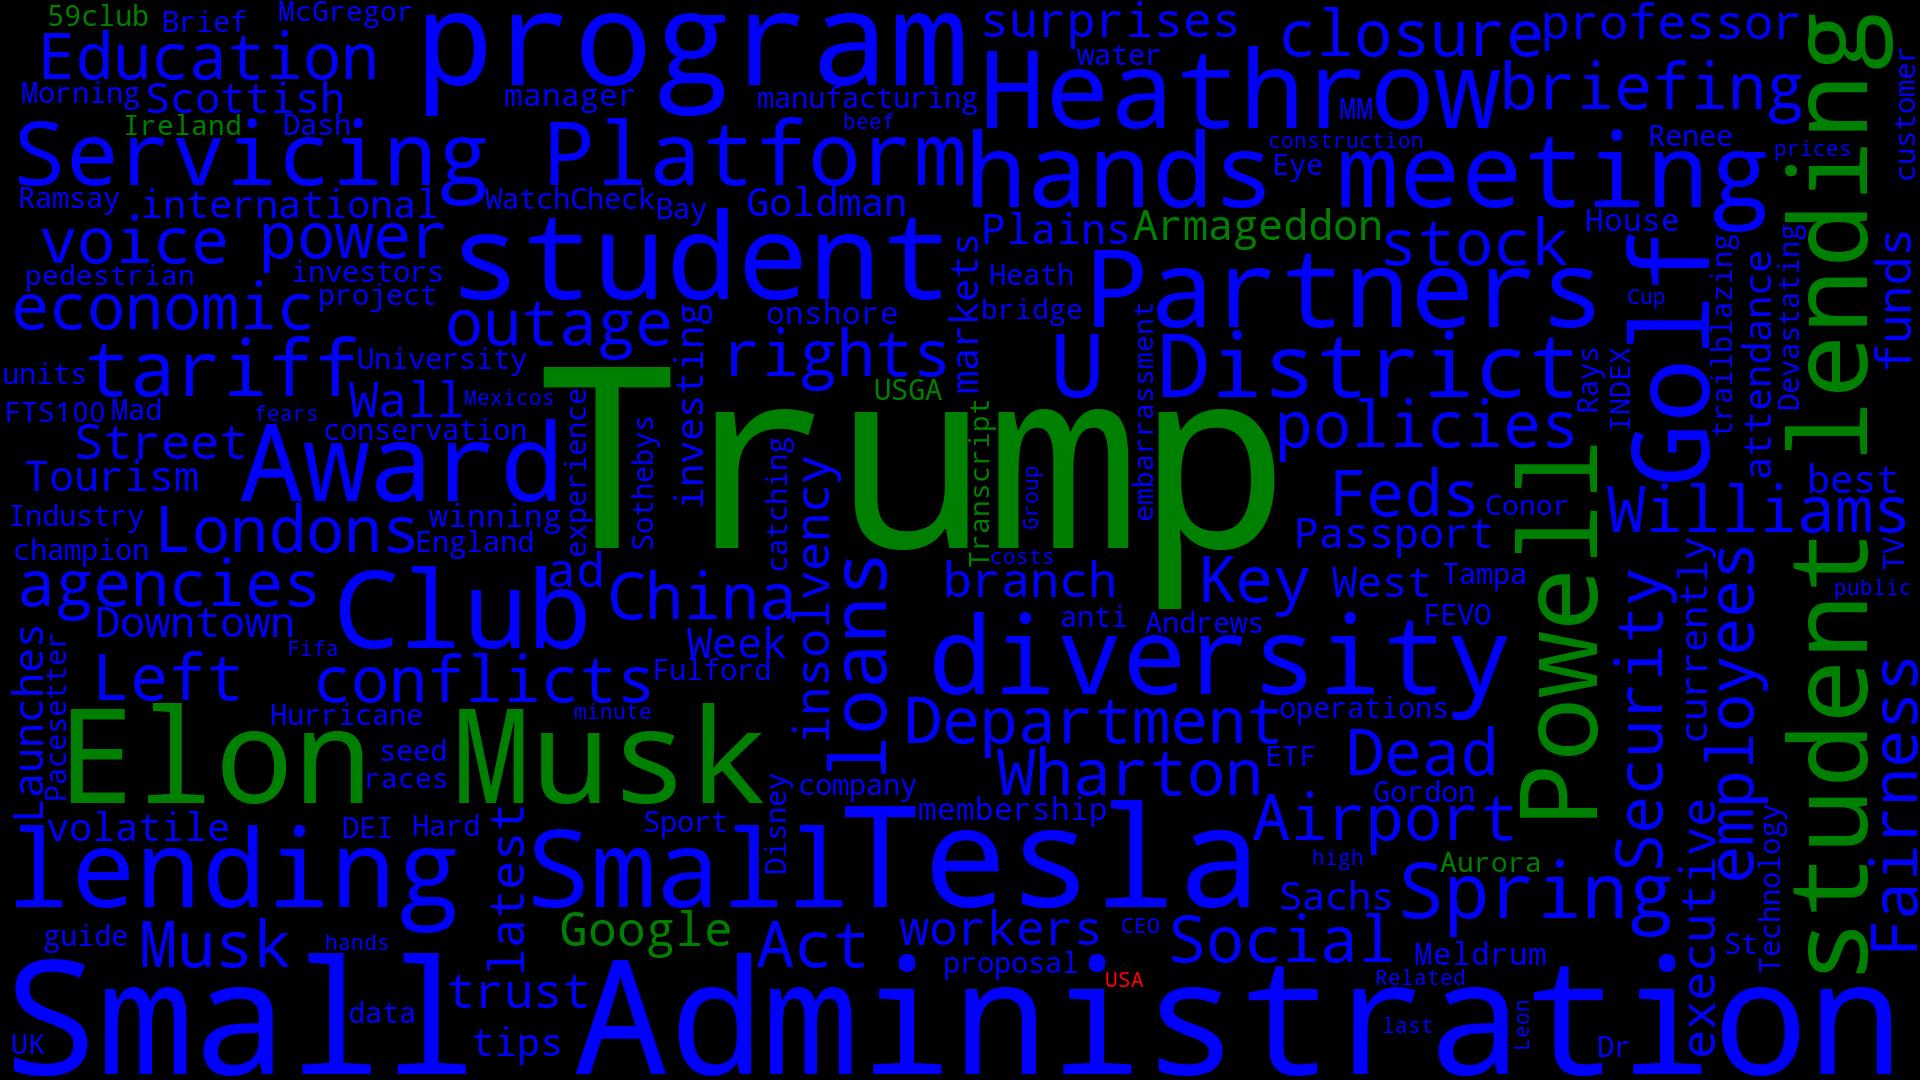 59club
Brief
McGregor
program
surprises
closure
professor
Education
water
Heathrow
briefing
Morning
Scottish
manager
manufacturing
MM
lending
customer
Ireland
Dash
beef
construction
Renee
prices
Servicing
Platform
hands
Eye
meeting
Ramsay
international
WatchCheck
Bay
Goldman
Plains
Armageddon
stock
House
voice
power
student
markets
Heath
Partners
Golf
Cup
trailblazing
attendance
Devastating
funds
pedestrian
investors
project
economic
outage
investing
onshore
bridge
embarrassment
rights
U
District
Rays
INDEX
units
tariff
University
Wall
Mexicos
USGA
FTS100
Mad
fears
Trump
policies
conservation
Street
Award
experience
Sothebys
catching
Transcript
Group
Tourism
Feds
Conor
Powell
best
Williams
Industry
Londons
winning
England
Passport
champion
costs
TV
agencies
Club
ad
China
insolvency
loans
branch
Key
West
Tampa
public
Downtown
anti
Andrews
FEVO
Security
currently
employees
student
Launches
Pacesetter
Fifa
Week
diversity
Left
conflicts
Fulford
Fairness
Hurricane
minute
Department
operations
Elon
Musk
seed
races
Wharton
ETF
Dead
company
Gordon
volatile
DEI
Hard
latest
Sport
Disney
membership
Airport
executive
Technology
lending
Small
Tesla
high
Aurora
Sachs
Spring
guide
Musk
hands
Google
Act
workers
CEO
Social
Meldrum
St
proposal
USA
Related
Small
trust
Administration
data
last
Leon
UK
tips
Dr